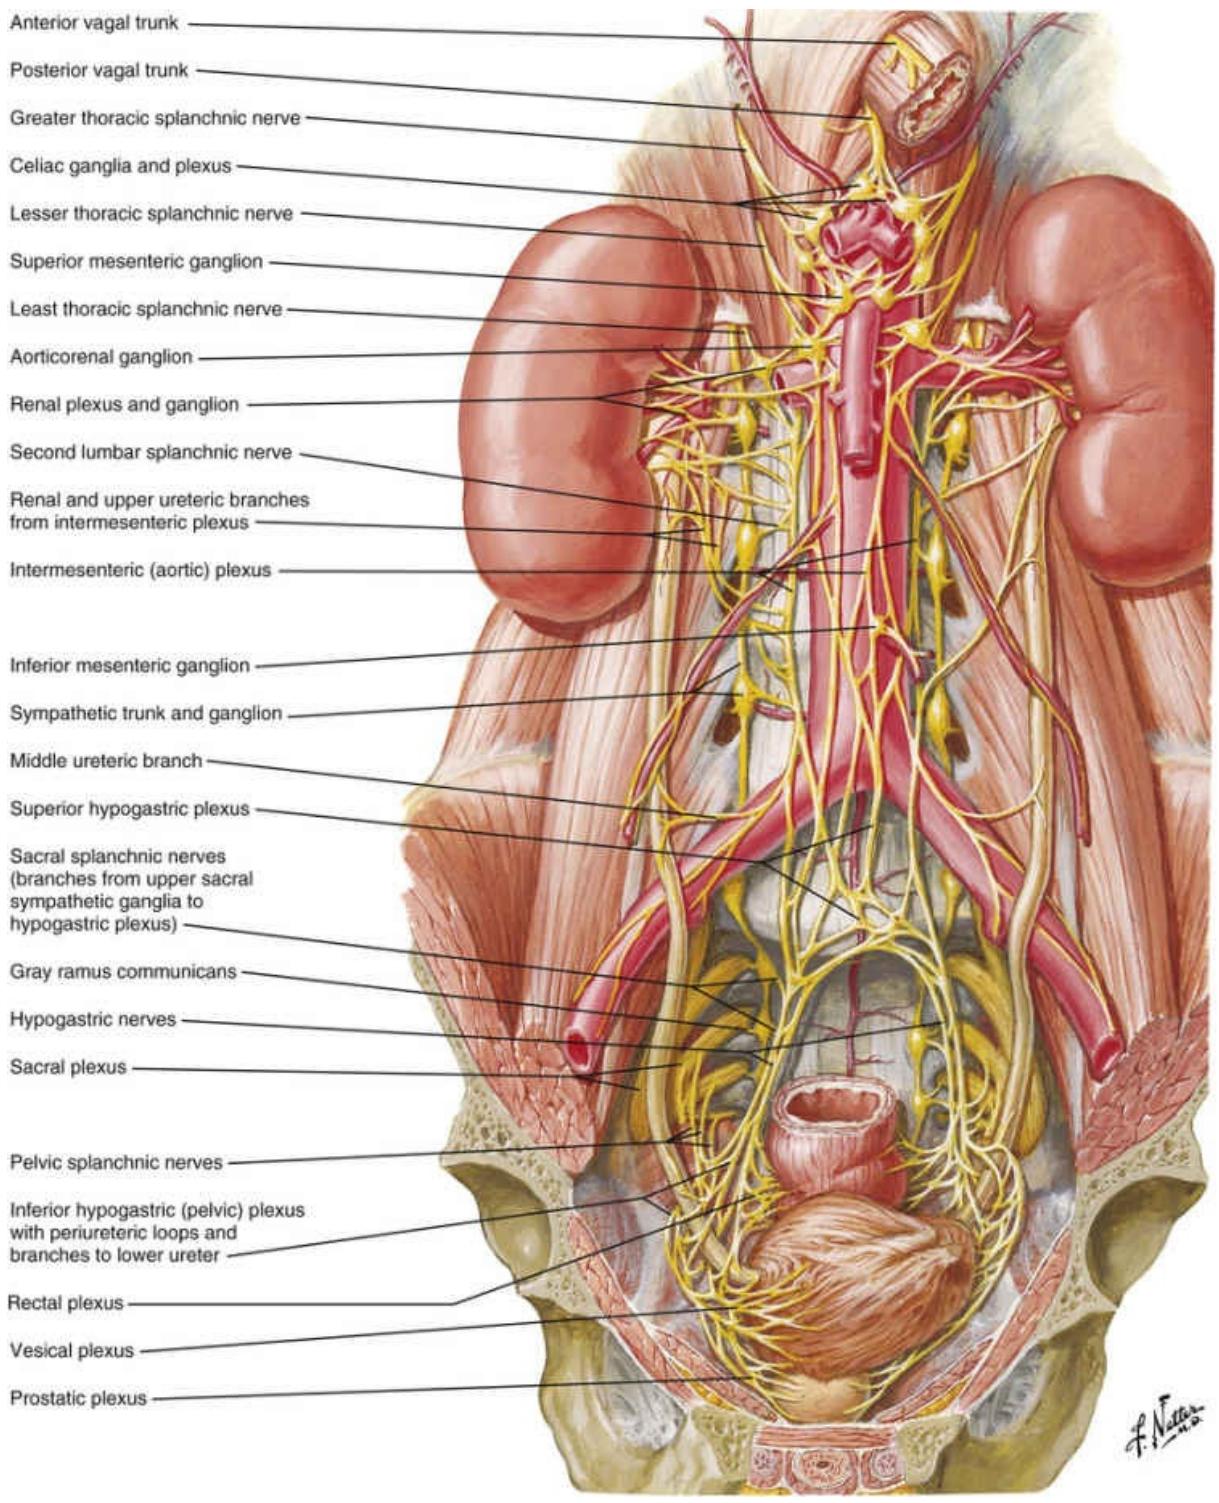 Anterior vagal trunk
Posterior vagal trunk
Greater thoracic splanchnic nerve
Celiac ganglia and plexus
Lesser thoracic splanchnic nerve
Superior mesenteric ganglion
Least thoracic splanchnic nerve
Aorticorenal ganglion
Renal plexus and ganglion
Second lumbar splanchnic nerve
Renal and upper ureteric branches
from intermesenteric plexus
Intermesenteric (aortic) plexus
Inferior mesenteric ganglion
Sympathetic trunk and ganglion
Middle ureteric branch
Superior hypogastric plexus
Sacral splanchnic nerves
(branches from upper sacral
sympathetic ganglia to
hypogastric plexus)
Gray ramus communicans
Hypogastric nerves
Sacral plexus
Pelvic splanchnic nerves
Inferior hypogastric (pelvic) plexus
with periureteric loops and
branches to lower ureter
Rectal plexus
Vesical plexus
Prostatic plexus
F. Netter M.D.